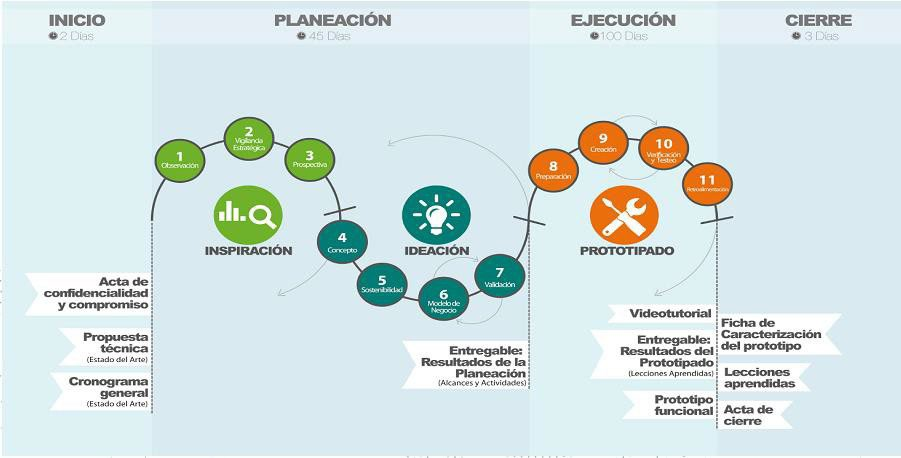 INICIO
2 Días
PLANEACIÓN
45 Días
EJECUCIÓN
100 Días
CIERRE
3 Días
1
Observación
2
Vigilancia
Estratégica
3
Prospectiva
INSPIRACIÓN
4
Concepto
5
Sostenibilidad
6
Modelo de
Negocio
7
Validación
IDEACIÓN
8
Preparación
9
Creación
10
Verificación
y Testeo
11
Retroalimentación
PROTOTIPADO
Acta de
confidencialidad
y compromiso
Propuesta
técnica
(Estado del Arte)
Cronograma
general
(Estado del Arte)
Entregable:
Resultados de la
Planeación
(Alcances y Actividades)
Videotutorial
Entregable:
Resultados del
Prototipado
(Lecciones Aprendidas)
Prototipo
funcional
Ficha de
Caracterización
del prototipo
Lecciones
aprendidas
Acta de
cierre